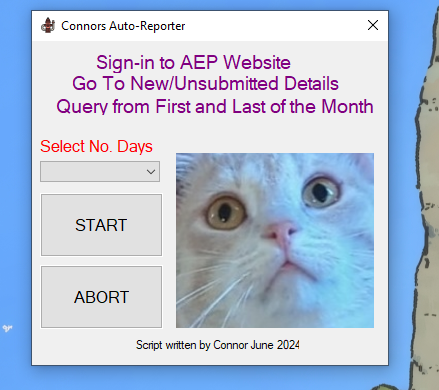 Connors Auto-Reporter
Sign-in to AEP Website
Go To New/Unsubmitted Details
Query from First and Last of the Month
Select No. Days
START
ABORT
Script written by Connor June 2024